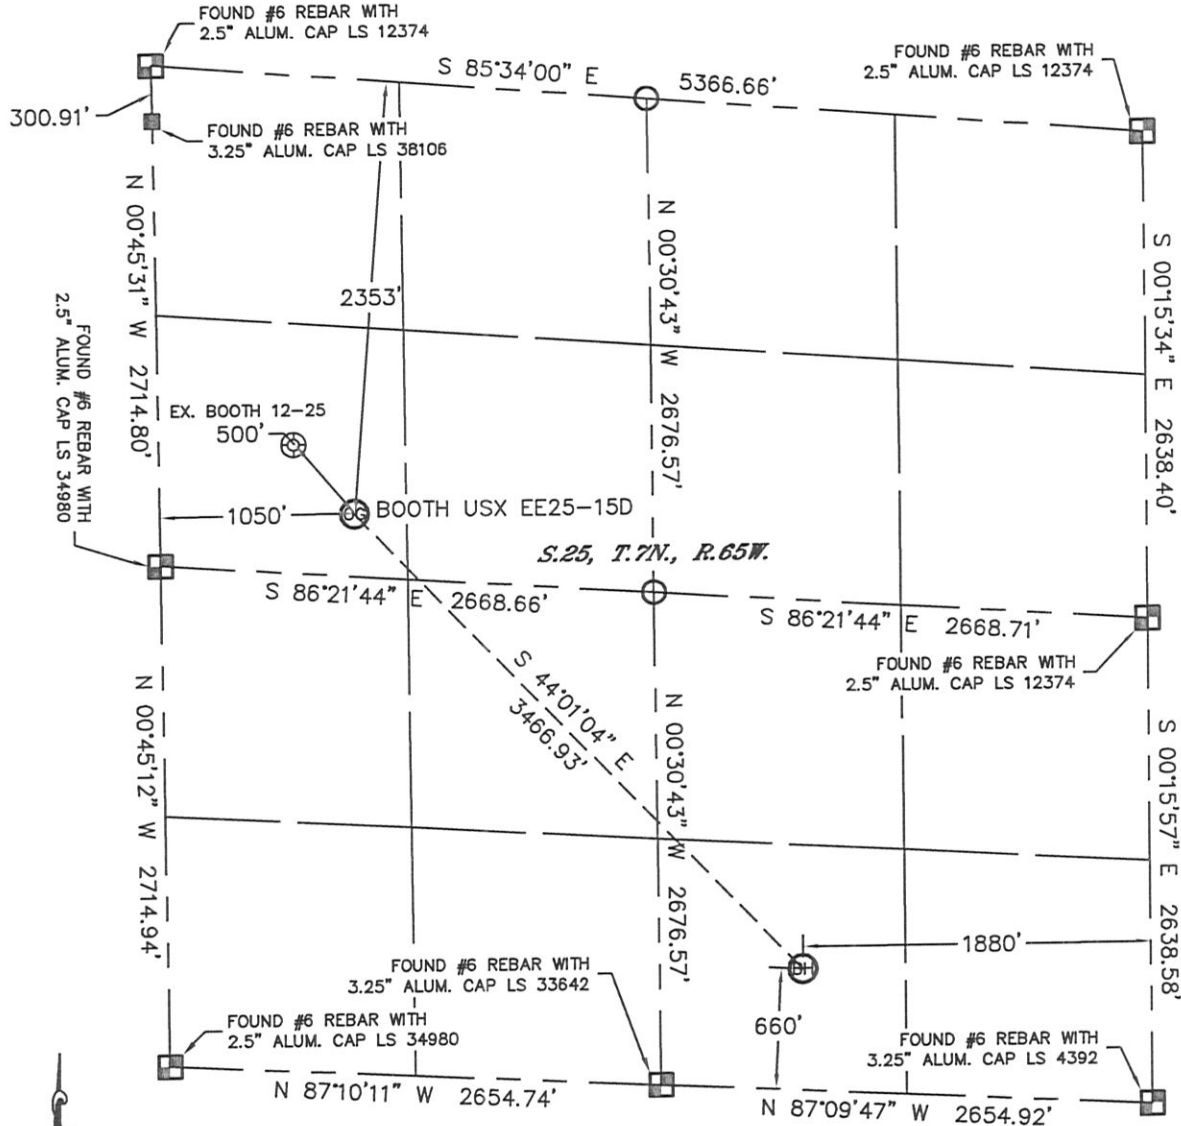 FOUND #6 REBAR WITH
2.5" ALUM. CAP LS 12374
S 85°34'00" E 5366.66'
FOUND #6 REBAR WITH
2.5" ALUM. CAP LS 12374
300.91'
FOUND #6 REBAR WITH
3.25" ALUM. CAP LS 38106
N 00°45'31" W 2714.80'
2353'
N 00°30'43" W 2676.57'
S 00°15'34" E 2638.40'
FOUND #6 REBAR WITH
2.5" ALUM. CAP LS 34980
EX. BOOTH 12-25
500'
1050'
OG
BOOTH USX EE25-15D
S.25, T.7N., R.65W.
S 86°21'44" E 2668.66'
S 86°21'44" E 2668.71'
FOUND #6 REBAR WITH
2.5" ALUM. CAP LS 12374
S 44°01'04" E
3466.93'
N 00°45'12" W 2714.94'
N 00°30'43" W 2676.57'
S 00°15'57" E 2638.58'
1880'
BH
660'
FOUND #6 REBAR WITH
3.25" ALUM. CAP LS 33642
FOUND #6 REBAR WITH
2.5" ALUM. CAP LS 34980
FOUND #6 REBAR WITH
3.25" ALUM. CAP LS 4392
N 87°10'11" W 2654.74'
N 87°09'47" W 2654.92'